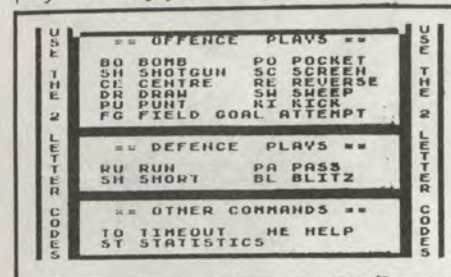 USE THE 2 LETTER CODES
== OFFENCE PLAYS ==
BO BOMB PO POCKET
SH SHOTGUN SC SCREEN
CE CENTRE RE REVERSE
DR DRAW SW SWEEP
PU PUNT KI KICK
FG FIELD GOAL ATTEMPT
== DEFENCE PLAYS ==
RU RUN PA PASS
SH SHORT BL BLITZ
== OTHER COMMANDS ==
TO TIMEOUT HE HELP
ST STATISTICS
USE THE 2 LETTER CODES